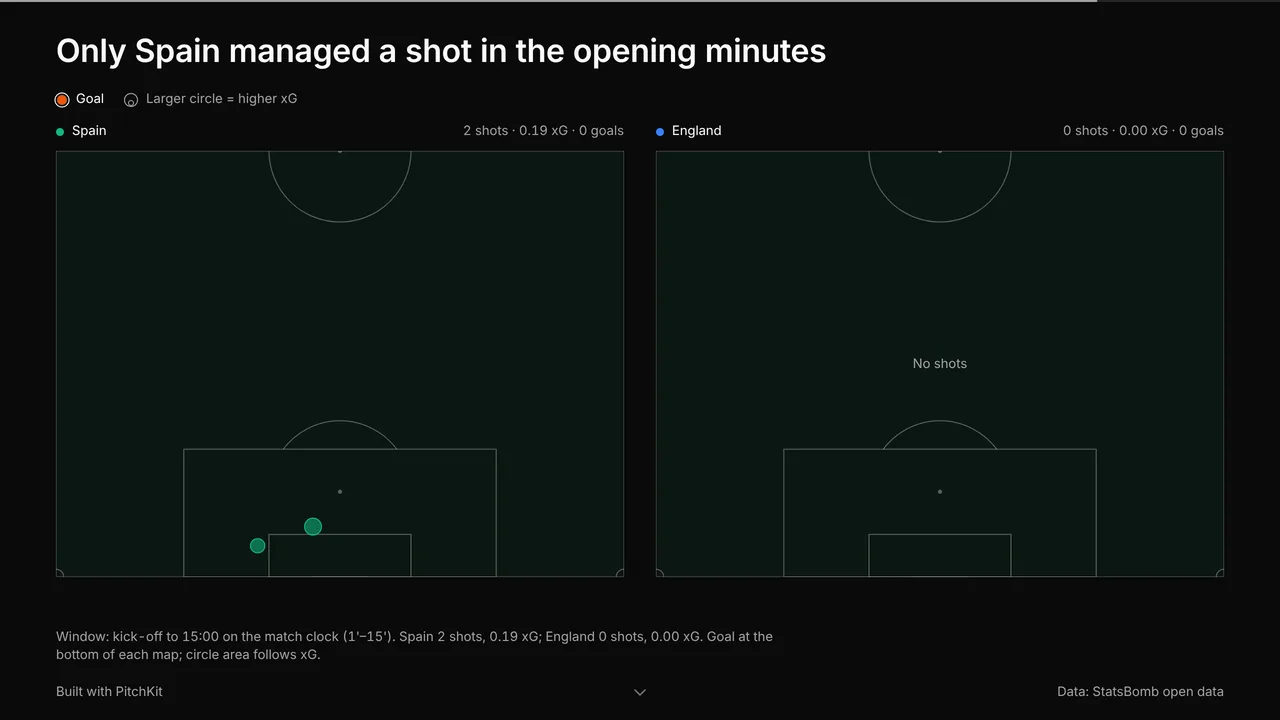 Only Spain managed a shot in the opening minutes
Goal
Larger circle = higher xG
Spain
2 shots · 0.19 xG · 0 goals
England
0 shots · 0.00 xG · 0 goals
No shots
Window: kick-off to 15:00 on the match clock (1'–15'). Spain 2 shots, 0.19 xG; England 0 shots, 0.00 xG. Goal at the
bottom of each map; circle area follows xG.
Built with PitchKit
Data: StatsBomb open data